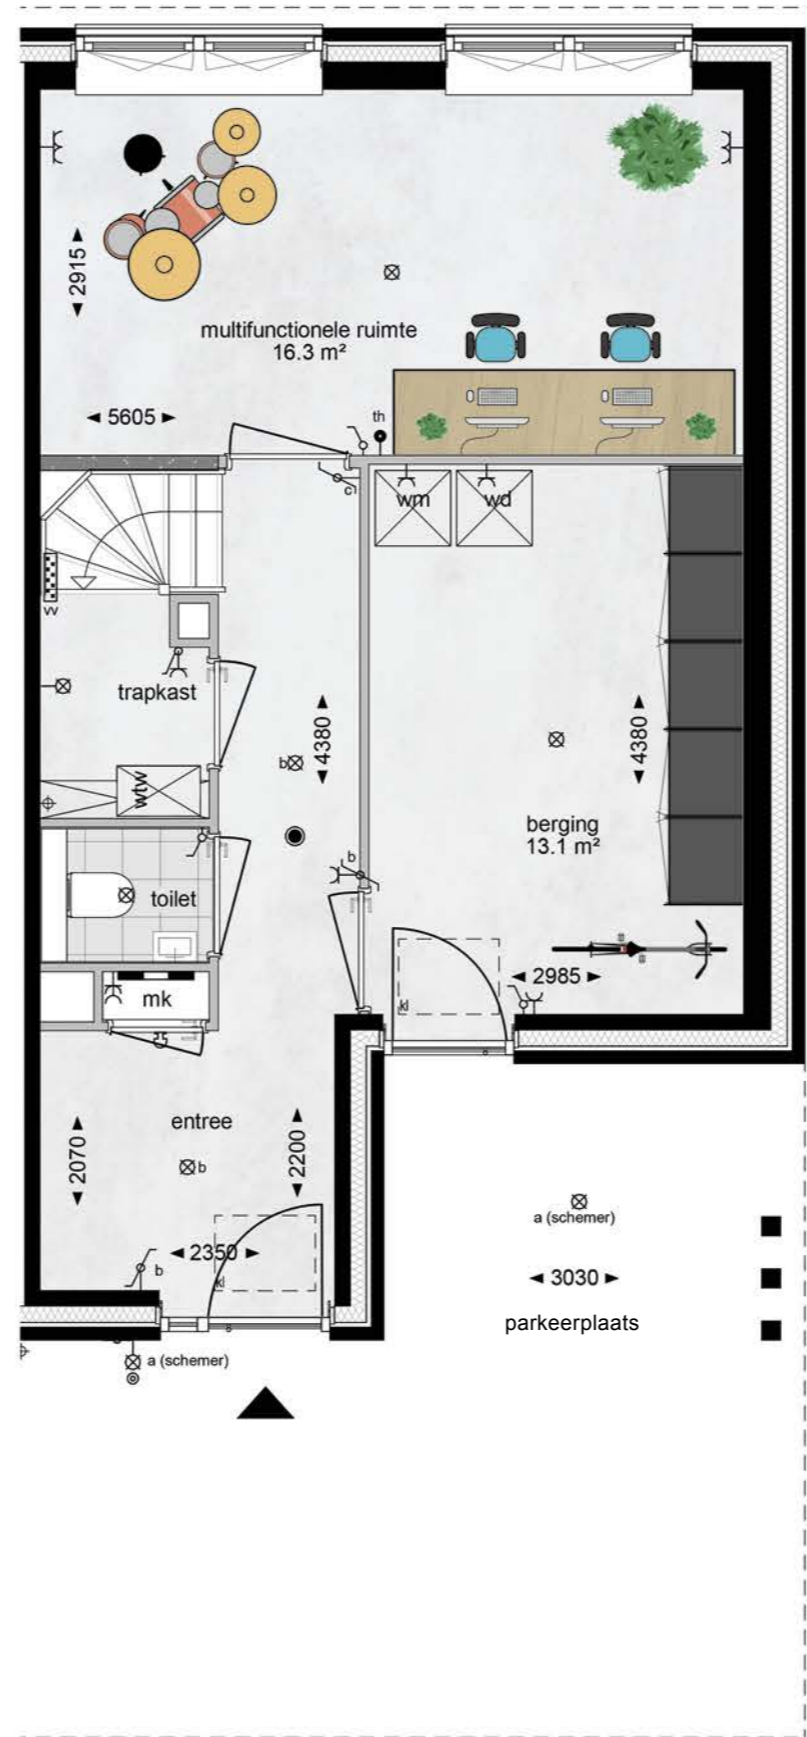 2915
multifunctionele ruimte
16.3 m²
5605
th
c
wm
wd
vv
trapkast
4380
4380
b
wtw
berging
13.1 m²
b
toilet
2985
mk
kl
entree
2070
2200
b
a (schemer)
2350
b
kl
3030
parkeerplaats
a (schemer)